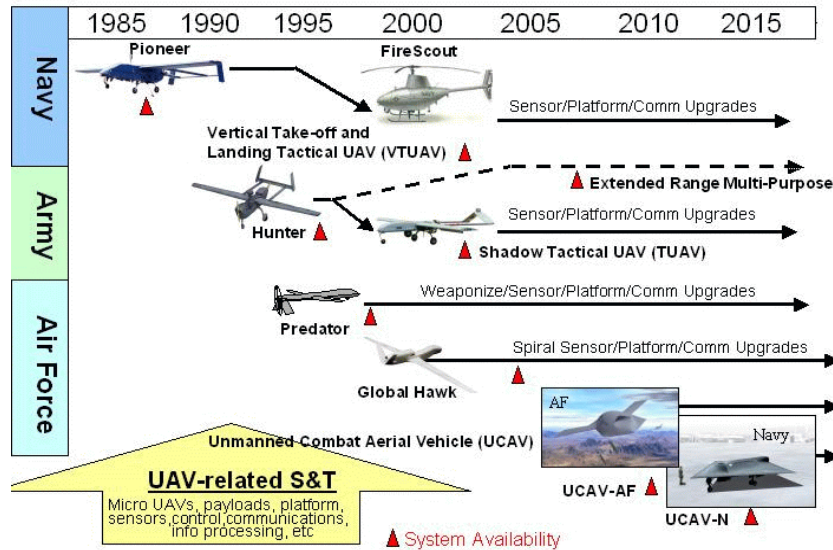 1985 1990 1995 2000 2005 2010 2015
Navy
Pioneer
FireScout
Sensor/Platform/Comm Upgrades
Vertical Take-off and
Landing Tactical UAV (VTUAV)
Army
Extended Range Multi-Purpose
Hunter
Sensor/Platform/Comm Upgrades
Shadow Tactical UAV (TUAV)
Air Force
Predator
Weaponize/Sensor/Platform/Comm Upgrades
Global Hawk
Spiral Sensor/Platform/Comm Upgrades
AF
Unmanned Combat Aerial Vehicle (UCAV)
Navy
UCAV-AF
UCAV-N
UAV-related S&T
Micro UAVs, payloads, platform,
sensors,control,communications,
info processing, etc
System Availability